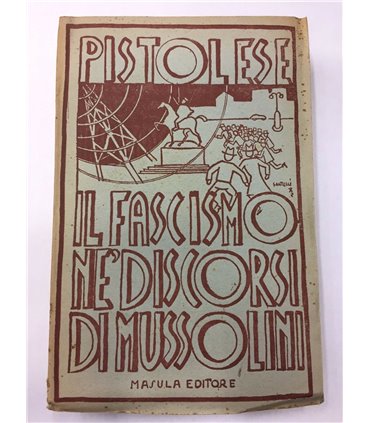 PISTOLESE
IL FASCISMO
NE' DISCORSI
DI MUSSOLINI
MASULA EDITORE